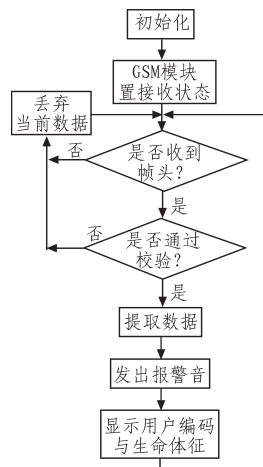 初始化
GSM模块
置接收状态
丢弃
当前数据
是否收到
帧头?
否
是
是否通过
校验?
否
是
提取数据
发出报警音
显示用户编码
与生命体征